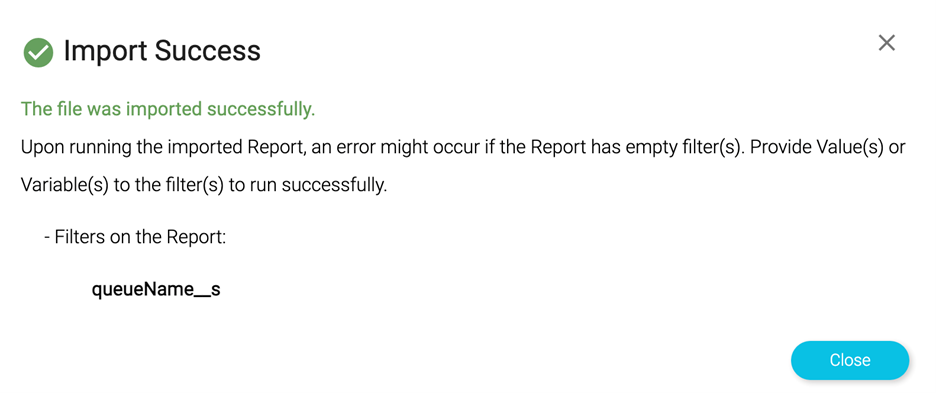 Import Success
The file was imported successfully.
Upon running the imported Report, an error might occur if the Report has empty filter(s). Provide Value(s) or
Variable(s) to the filter(s) to run successfully.
- Filters on the Report:
queueName__s
Close